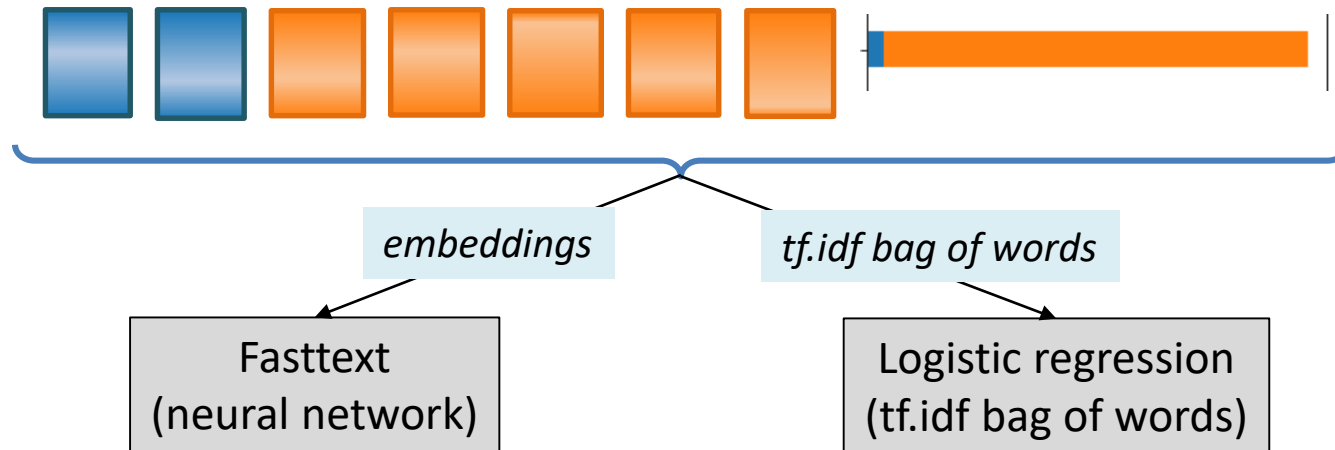 embeddings
tf.idf bag of words
Fasttext
(neural network)
Logistic regression
(tf.idf bag of words)